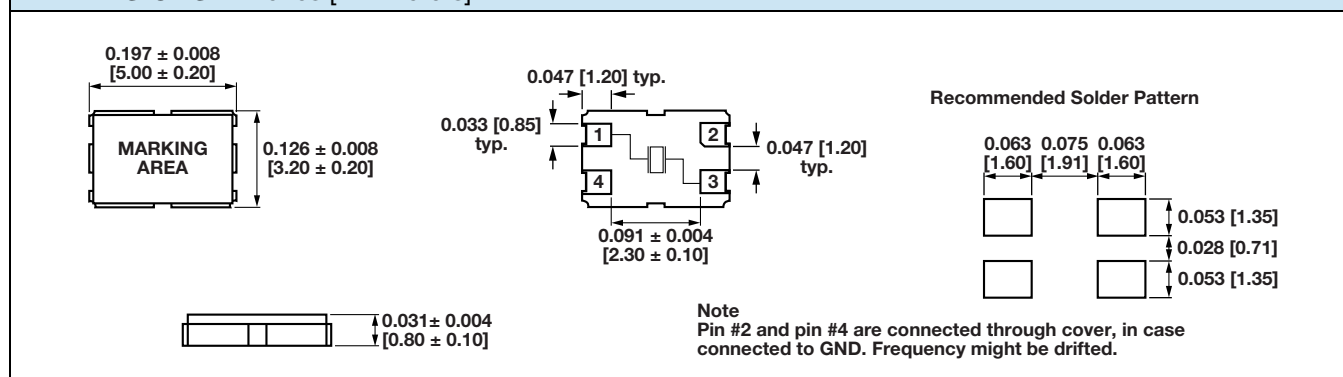 0.197 ± 0.008
[5.00 ± 0.20]
MARKING
AREA
0.126 ± 0.008
[3.20 ± 0.20]
0.047 [1.20] typ.
0.033 [0.85]
typ.
1
2
4
3
0.047 [1.20]
typ.
0.091 ± 0.004
[2.30 ± 0.10]
Recommended Solder Pattern
0.063 0.075 0.063
[1.60] [1.91] [1.60]
0.053 [1.35]
0.028 [0.71]
0.053 [1.35]
0.031± 0.004
[0.80 ± 0.10]
Note
Pin #2 and pin #4 are connected through cover, in case
connected to GND. Frequency might be drifted.